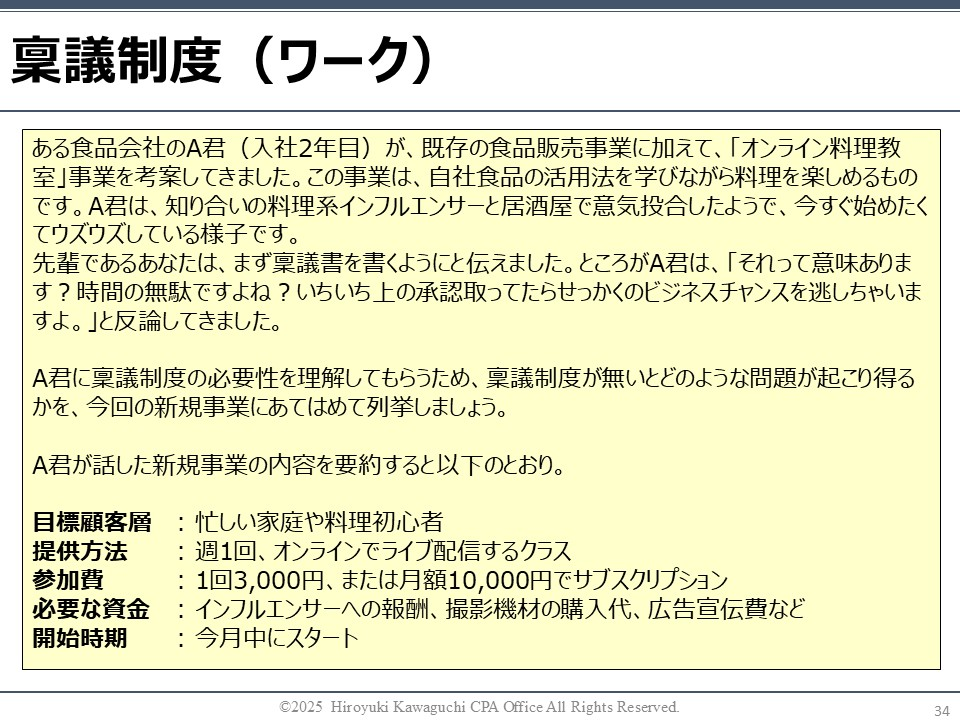 稟議制度（ワーク）
ある食品会社のA君（入社2年目）が、既存の食品販売事業に加えて、「オンライン料理教
室」事業を考案してきました。この事業は、自社食品の活用法を学びながら料理を楽しめるもの
です。A君は、知り合いの料理系インフルエンサーと居酒屋で意気投合したようで、今すぐ始めたく
てウズウズしている様子です。
先輩であるあなたは、まず稟議書を書くようにと伝えました。ところがA君は、「それって意味ありま
す？時間の無駄ですよね？いちいち上の承認取ってたらせっかくのビジネスチャンスを逃しちゃいま
すよ。」と反論してきました。
A君に稟議制度の必要性を理解してもらうため、稟議制度が無いとどのような問題が起こり得る
かを、今回の新規事業にあてはめて列挙しましょう。
A君が話した新規事業の内容を要約すると以下のとおり。
目標顧客層　：忙しい家庭や料理初心者
提供方法　　：週1回、オンラインでライブ配信するクラス
参加費　　　：1回3,000円、または月額10,000円でサブスクリプション
必要な資金　：インフルエンサーへの報酬、撮影機材の購入代、広告宣伝費など
開始時期　　：今月中にスタート
©2025 Hiroyuki Kawaguchi CPA Office All Rights Reserved.
34